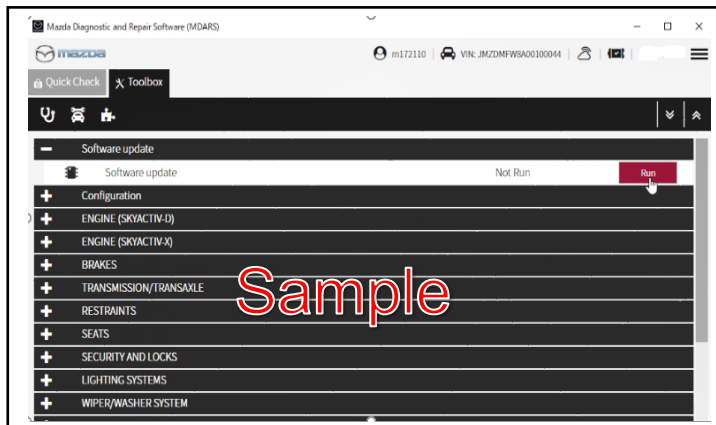 Mazda Diagnostic and Repair Software (MDARS)
mazda m172110 VIN: JMZDMFW8A00100044
Quick Check Toolbox
Software update
Software update Not Run Run
Configuration
ENGINE (SKYACTIV-D)
ENGINE (SKYACTIV-X)
BRAKES
TRANSMISSION/TRANSAXLE
Sample
RESTRAINTS
SEATS
SECURITY AND LOCKS
LIGHTING SYSTEMS
WIPER/WASHER SYSTEM